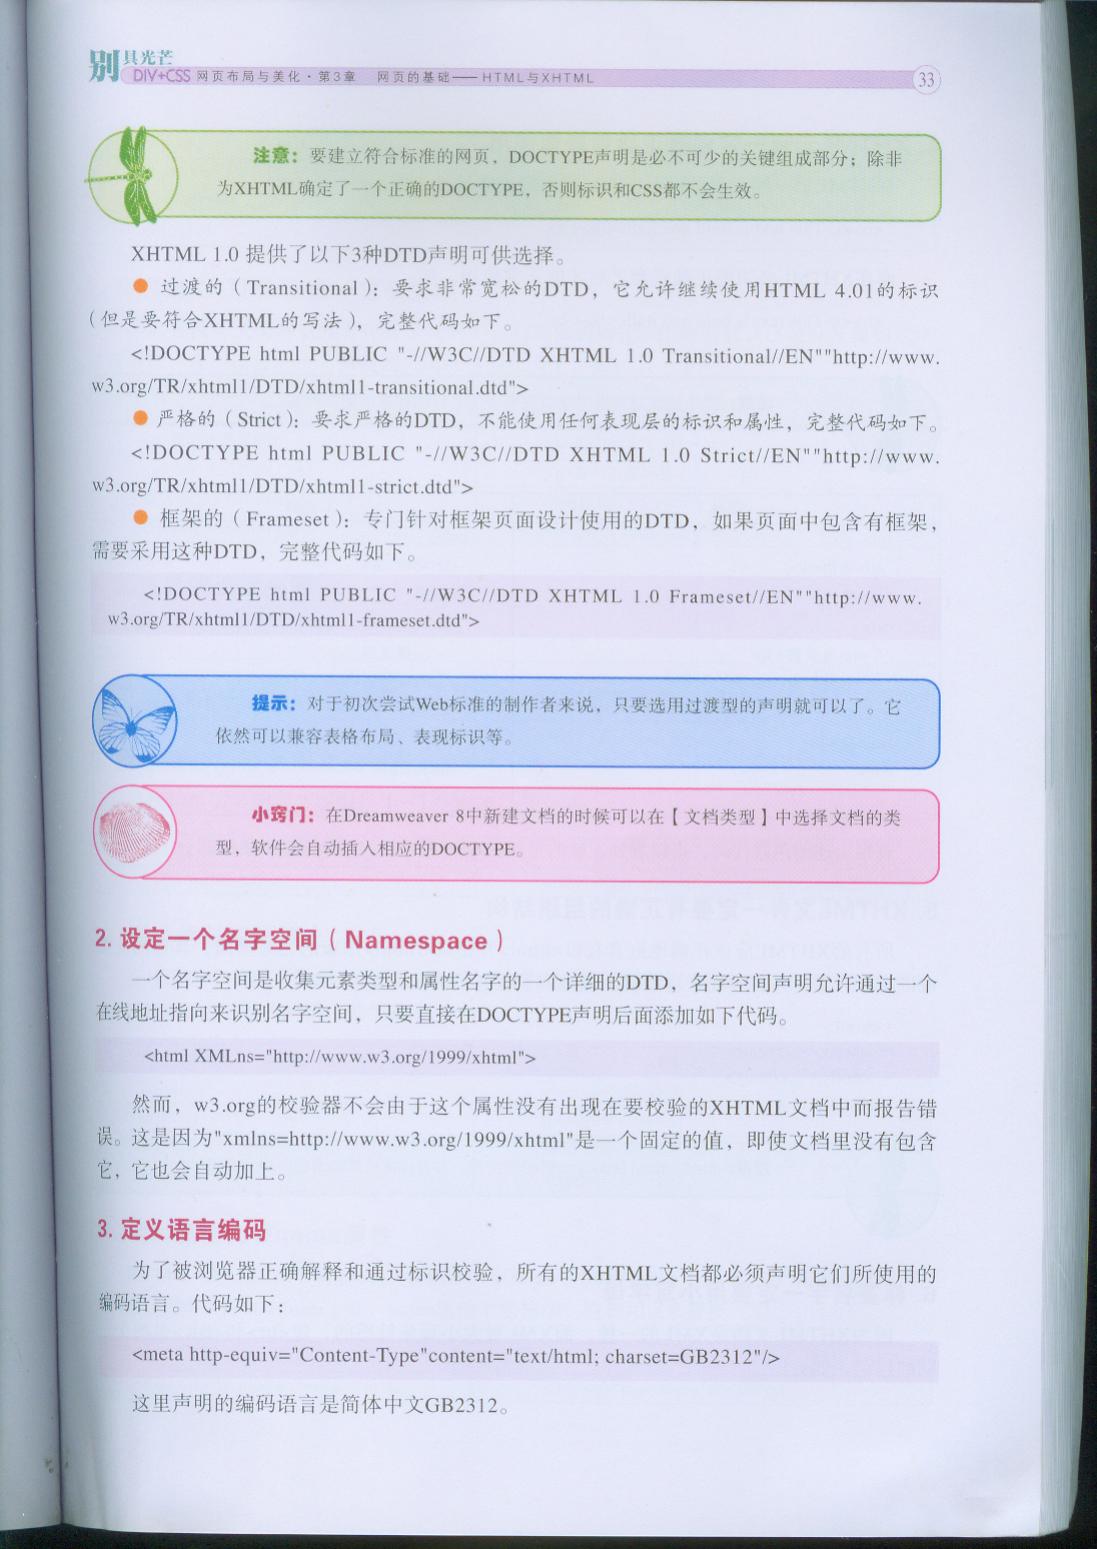 别具光芒
DIV+CSS 网页布局与美化·第3章 网页的基础——HTML与XHTML
33
注意：要建立符合标准的网页，DOCTYPE声明是必不可少的关键组成部分；除非
为XHTML确定了一个正确的DOCTYPE，否则标识和CSS都不会生效。
XHTML 1.0 提供了以下3种DTD声明可供选择。
● 过渡的（Transitional）：要求非常宽松的DTD，它允许继续使用HTML 4.01的标识
（但是要符合XHTML的写法），完整代码如下。
<!DOCTYPE html PUBLIC "-//W3C//DTD XHTML 1.0 Transitional//EN""http://www.
w3.org/TR/xhtml1/DTD/xhtml1-transitional.dtd">
● 严格的（Strict）：要求严格的DTD，不能使用任何表现层的标识和属性，完整代码如下。
<!DOCTYPE html PUBLIC "-//W3C//DTD XHTML 1.0 Strict//EN""http://www.
w3.org/TR/xhtml1/DTD/xhtml1-strict.dtd">
● 框架的（Frameset）：专门针对框架页面设计使用的DTD，如果页面中包含有框架，
需要采用这种DTD，完整代码如下。
<!DOCTYPE html PUBLIC "-//W3C//DTD XHTML 1.0 Frameset//EN""http://www.
w3.org/TR/xhtml1/DTD/xhtml1-frameset.dtd">
提示：对于初次尝试Web标准的制作者来说，只要选用过渡型的声明就可以了。它
依然可以兼容表格布局、表现标识等。
小窍门：在Dreamweaver 8中新建文档的时候可以在【文档类型】中选择文档的类
型，软件会自动插入相应的DOCTYPE。
2. 设定一个名字空间（Namespace）
一个名字空间是收集元素类型和属性名字的一个详细的DTD，名字空间声明允许通过一个
在线地址指向来识别名字空间，只要直接在DOCTYPE声明后面添加如下代码。
<html XMLns="http://www.w3.org/1999/xhtml">
然而，w3.org的校验器不会由于这个属性没有出现在要校验的XHTML文档中而报告错
误。这是因为"xmlns=http://www.w3.org/1999/xhtml"是一个固定的值，即使文档里没有包含
它，它也会自动加上。
3. 定义语言编码
为了被浏览器正确解释和通过标识校验，所有的XHTML文档都必须声明它们所使用的
编码语言。代码如下：
<meta http-equiv="Content-Type"content="text/html; charset=GB2312"/>
这里声明的编码语言是简体中文GB2312。